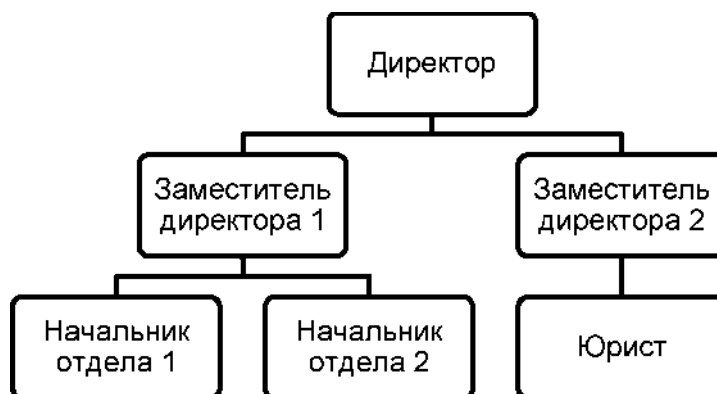 Директор
Заместитель
директора 1
Заместитель
директора 2
Начальник
отдела 1
Начальник
отдела 2
Юрист